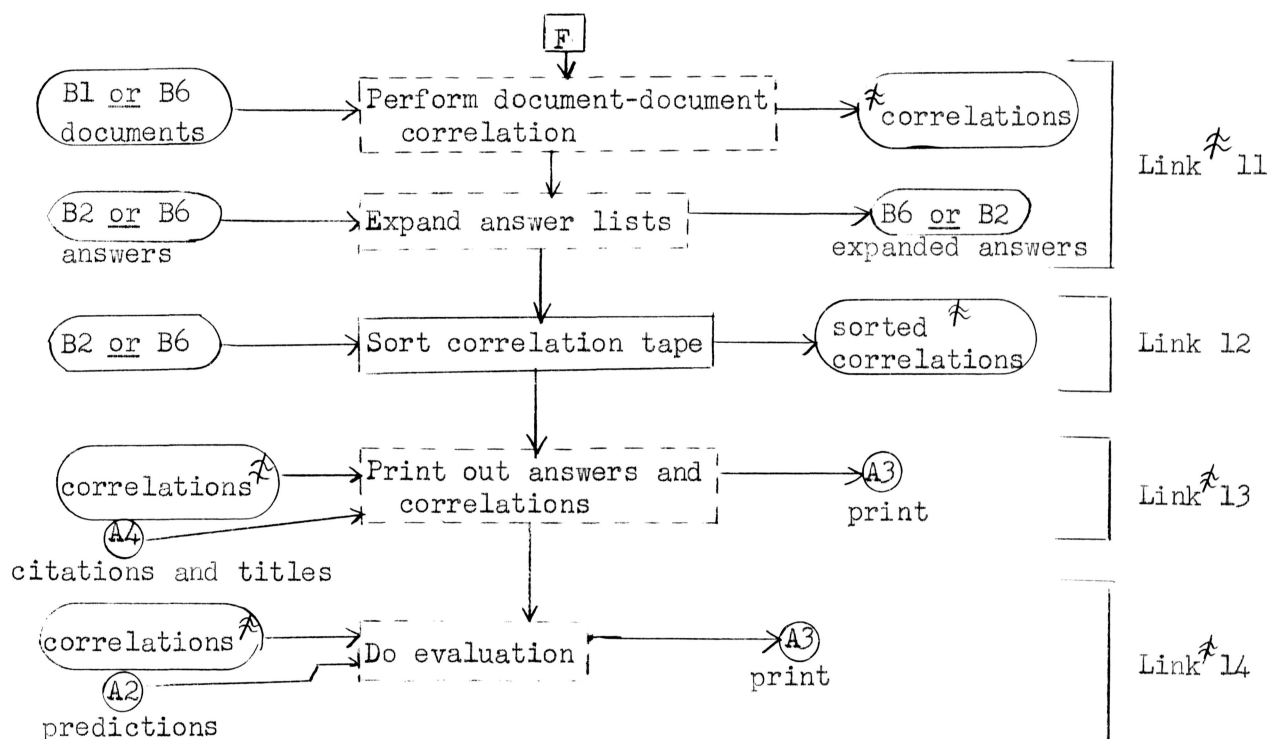 F
B1 or B6
documents
Perform document-document
correlation
correlations
Link 11
B2 or B6
answers
Expand answer lists
B6 or B2
expanded answers
B2 or B6
Sort correlation tape
sorted
correlations
Link 12
correlations
A4
citations and titles
Print out answers and
correlations
A3
print
Link 13
correlations
A2
predictions
Do evaluation
A3
print
Link 14